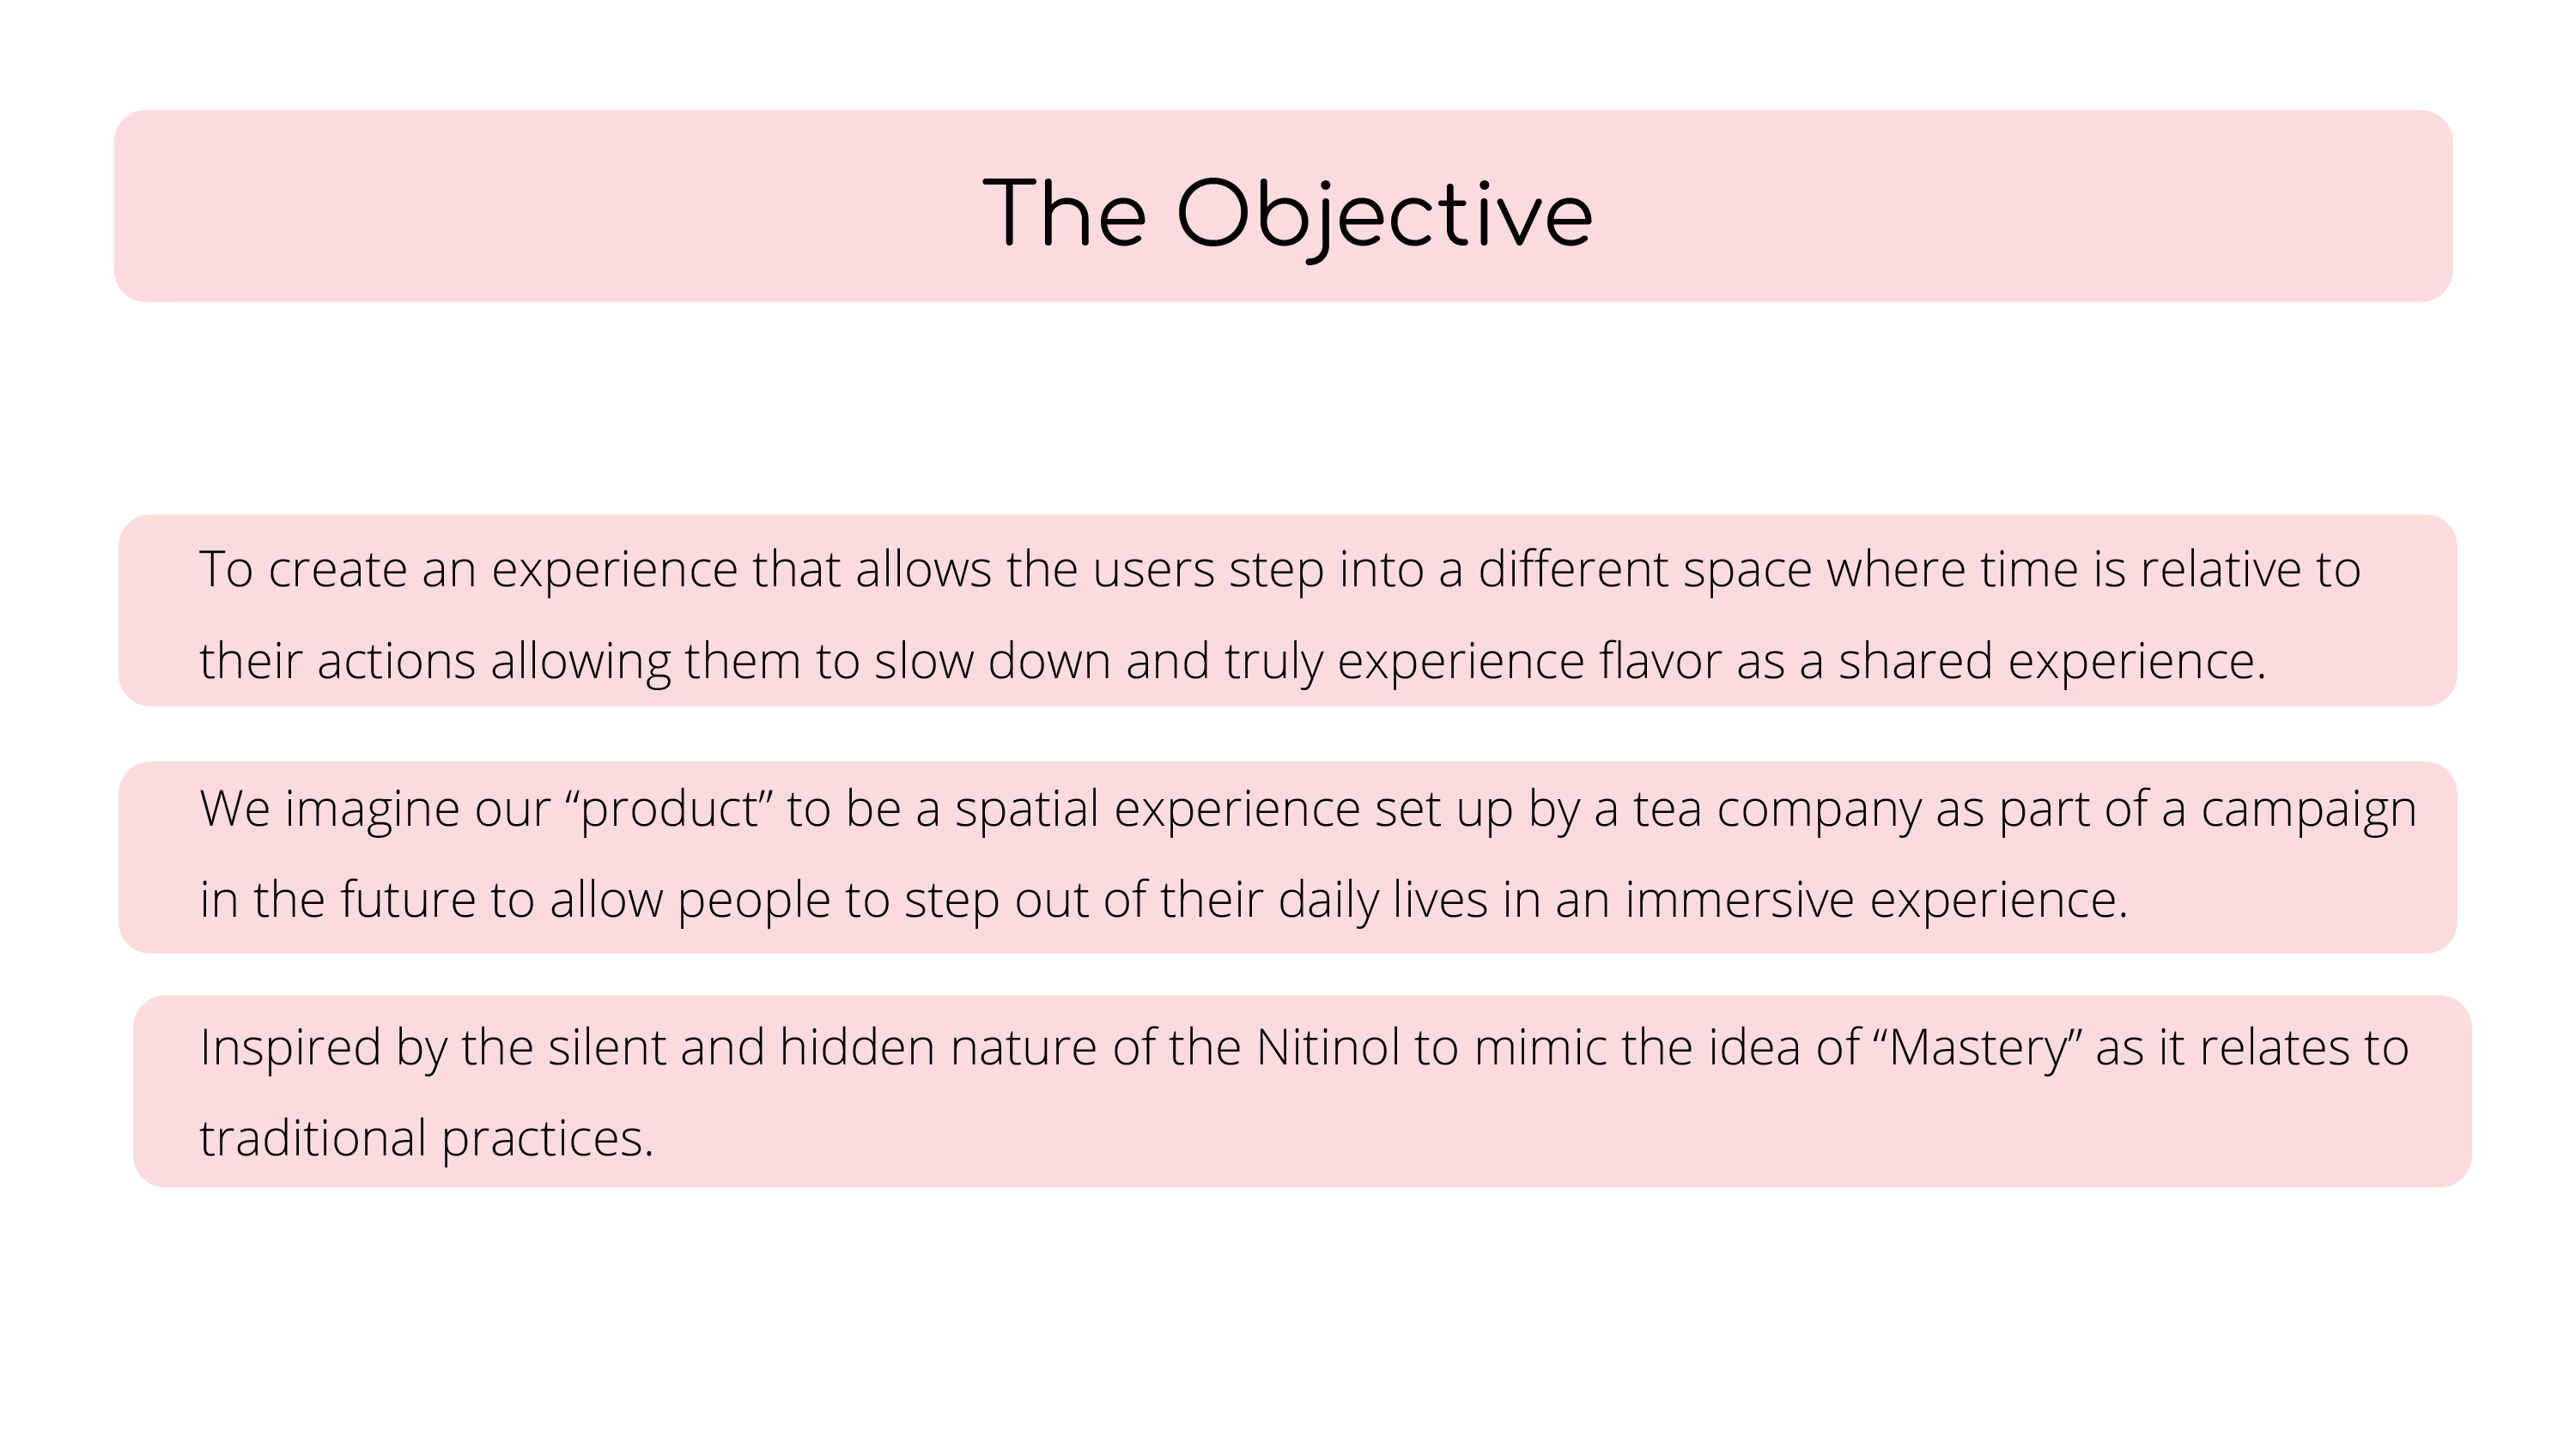 The Objective
To create an experience that allows the users step into a different space where time is relative to
their actions allowing them to slow down and truly experience flavor as a shared experience.
We imagine our “product” to be a spatial experience set up by a tea company as part of a campaign
in the future to allow people to step out of their daily lives in an immersive experience.
Inspired by the silent and hidden nature of the Nitinol to mimic the idea of “Mastery” as it relates to
traditional practices.